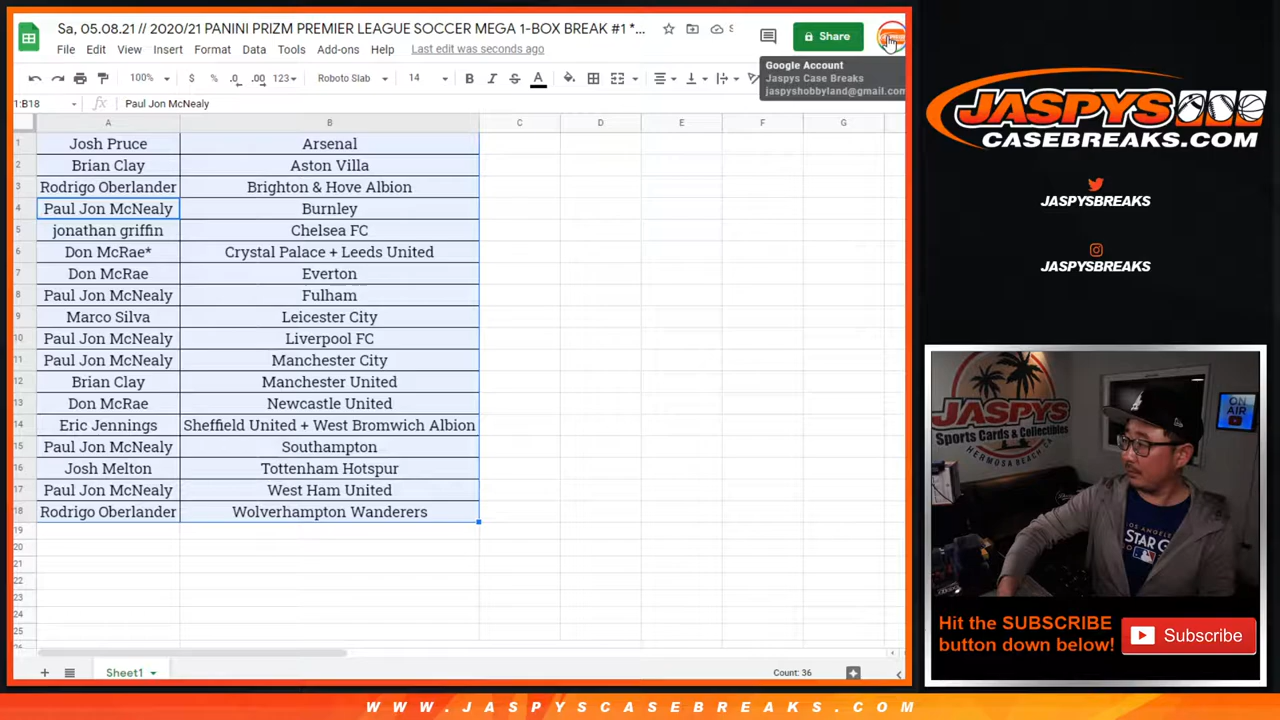 Sa, 05.08.21 // 2020/21 PANINI PRIZM PREMIER LEAGUE SOCCER MEGA 1-BOX BREAK #1 *...
File Edit View Insert Format Data Tools Add-ons Help Last edit was seconds ago
Share
Google Account
Jaspys Case Breaks
jaspyshobbyland@gmail.com
100% $ % .0 .00 123 Roboto Slab 14 B I S A
1:B18 fx Paul Jon McNealy
A B C D E F G
1 Josh Pruce Arsenal
2 Brian Clay Aston Villa
3 Rodrigo Oberlander Brighton & Hove Albion
4 Paul Jon McNealy Burnley
5 jonathan griffin Chelsea FC
6 Don McRae* Crystal Palace + Leeds United
7 Don McRae Everton
8 Paul Jon McNealy Fulham
9 Marco Silva Leicester City
10 Paul Jon McNealy Liverpool FC
11 Paul Jon McNealy Manchester City
12 Brian Clay Manchester United
13 Don McRae Newcastle United
14 Eric Jennings Sheffield United + West Bromwich Albion
15 Paul Jon McNealy Southampton
16 Josh Melton Tottenham Hotspur
17 Paul Jon McNealy West Ham United
18 Rodrigo Oberlander Wolverhampton Wanderers
19
20
21
22
23
24
25
Sheet1 Count: 36
JASPYS
CASEBREAKS.COM
JASPYSBREAKS
JASPYSBREAKS
JASPYS
Sports Cards & Collectibles
HERMOSA BEACH CA
ON AIR
LOS ANGELES
STAR G
Hit the SUBSCRIBE
button down below!
Subscribe
WWW.JASPYSCASEBREAKS.COM